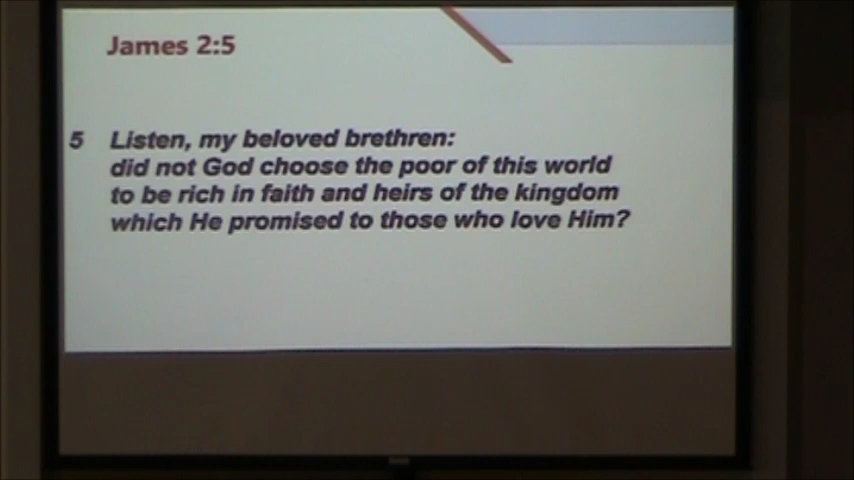 James 2:5
5 Listen, my beloved brethren:
did not God choose the poor of this world
to be rich in faith and heirs of the kingdom
which He promised to those who love Him?